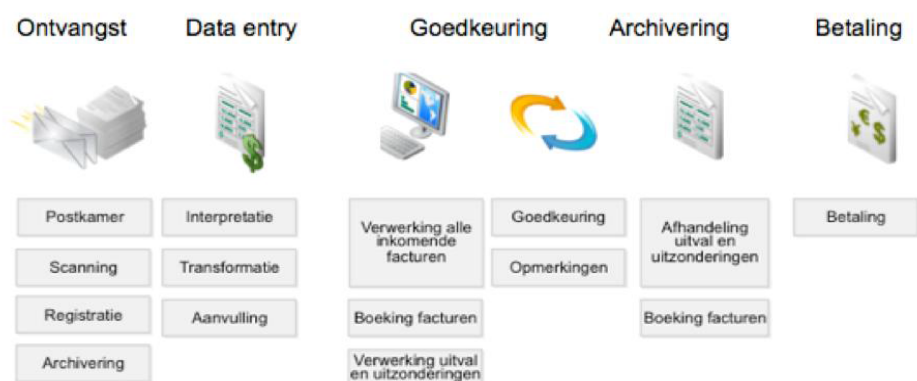 Ontvangst
Data entry
Goedkeuring
Archivering
Betaling
Postkamer
Scanning
Registratie
Archivering
Interpretatie
Transformatie
Aanvulling
Verwerking alle
inkomende
facturen
Boeking facturen
Verwerking uitval
en uitzonderingen
Goedkeuring
Opmerkingen
Afhandeling
uitval en
uitzonderingen
Boeking facturen
Betaling